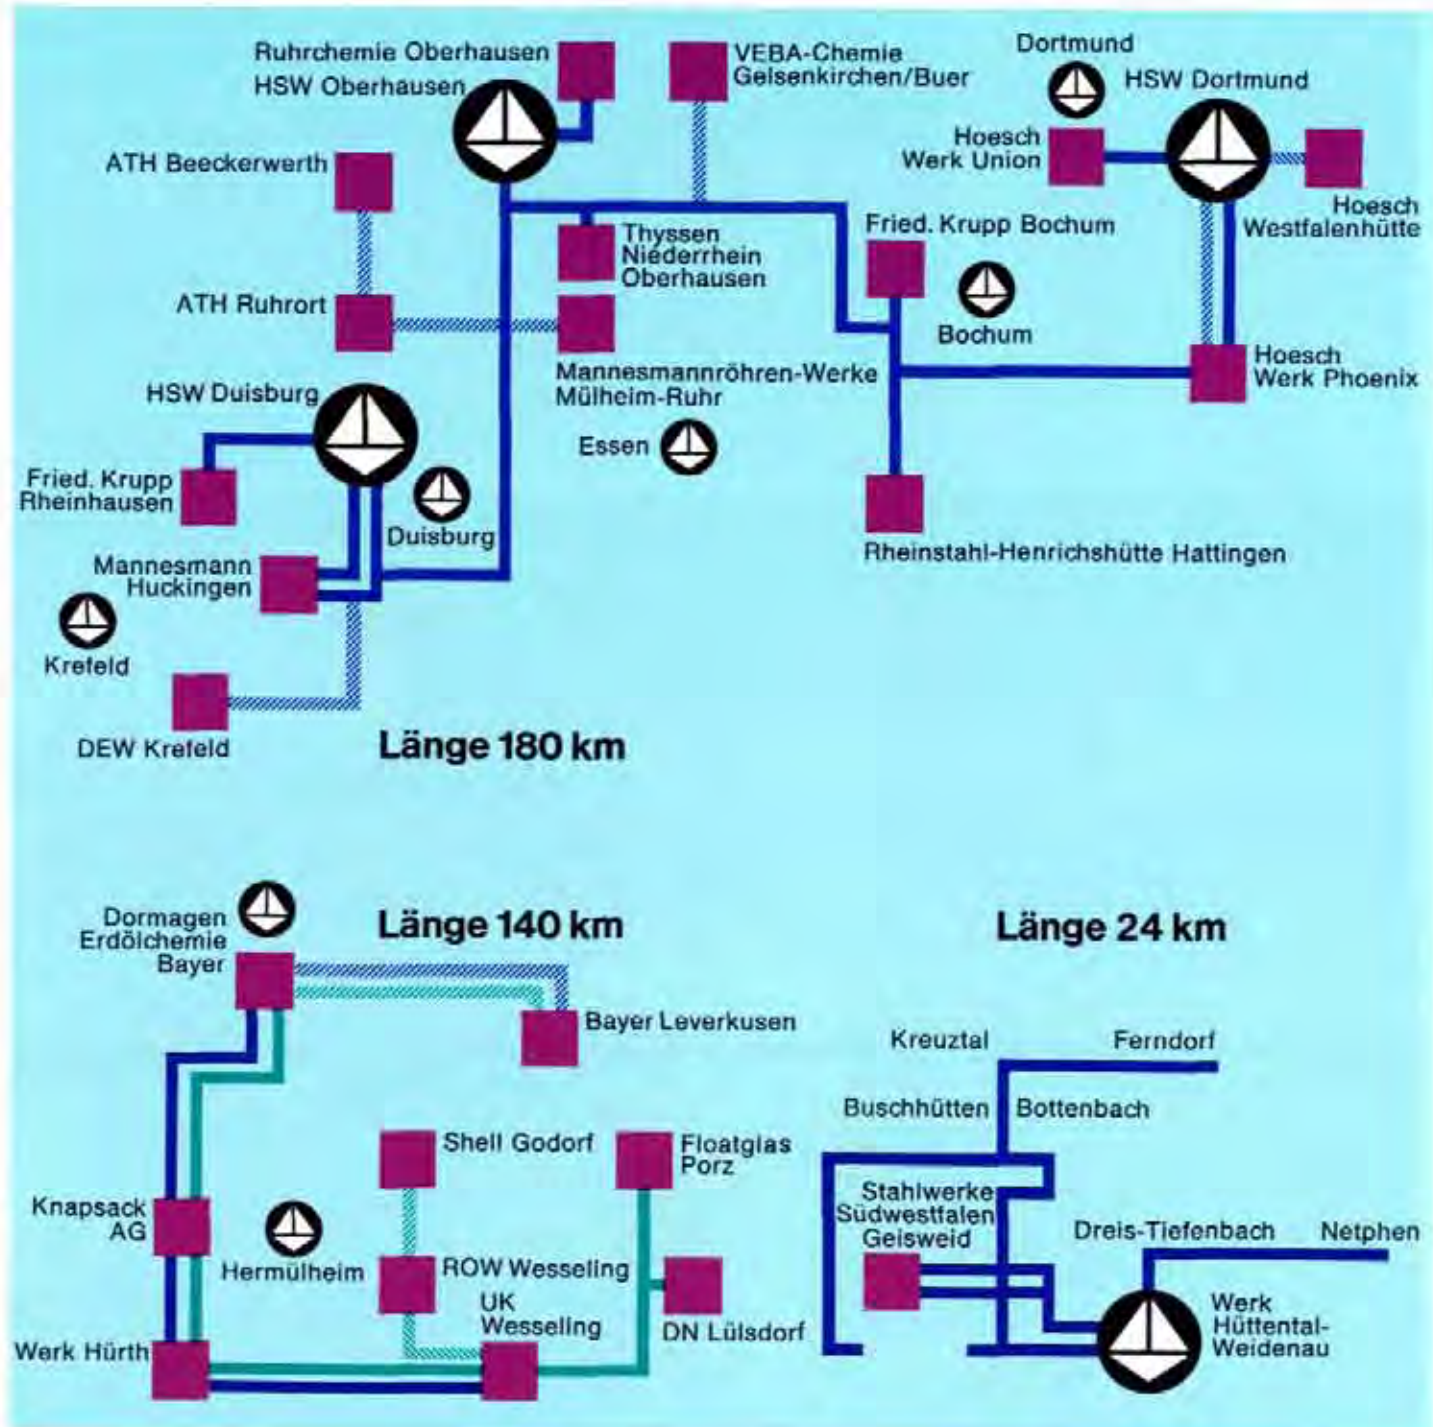 Ruhrchemie Oberhausen
HSW Oberhausen
VEBA-Chemie
Gelsenkirchen/Buer
Dortmund
HSW Dortmund
Hoesch
Werk Union
ATH Beeckerwerth
Hoesch
Westfalenhütte
Thyssen
Niederrhein
Oberhausen
Fried. Krupp Bochum
ATH Ruhrort
Bochum
Mannesmannröhren-Werke
Mülheim-Ruhr
Hoesch
Werk Phoenix
HSW Duisburg
Essen
Fried. Krupp
Rheinhausen
Duisburg
Rheinstahl-Henrichshütte Hattingen
Mannesmann
Huckingen
Krefeld
DEW Krefeld
Länge 180 km
Dormagen
Erdölchemie
Bayer
Länge 140 km
Bayer Leverkusen
Shell Godorf
Floatglas
Porz
Knapsack
AG
Hermülheim
ROW Wesseling
UK
Wesseling
DN Lülsdorf
Werk Hürth
Länge 24 km
Kreuztal
Ferndorf
Buschhütten
Bottenbach
Stahlwerke
Südwestfalen
Geisweid
Dreis-Tiefenbach
Netphen
Werk
Hüttental-
Weidenau